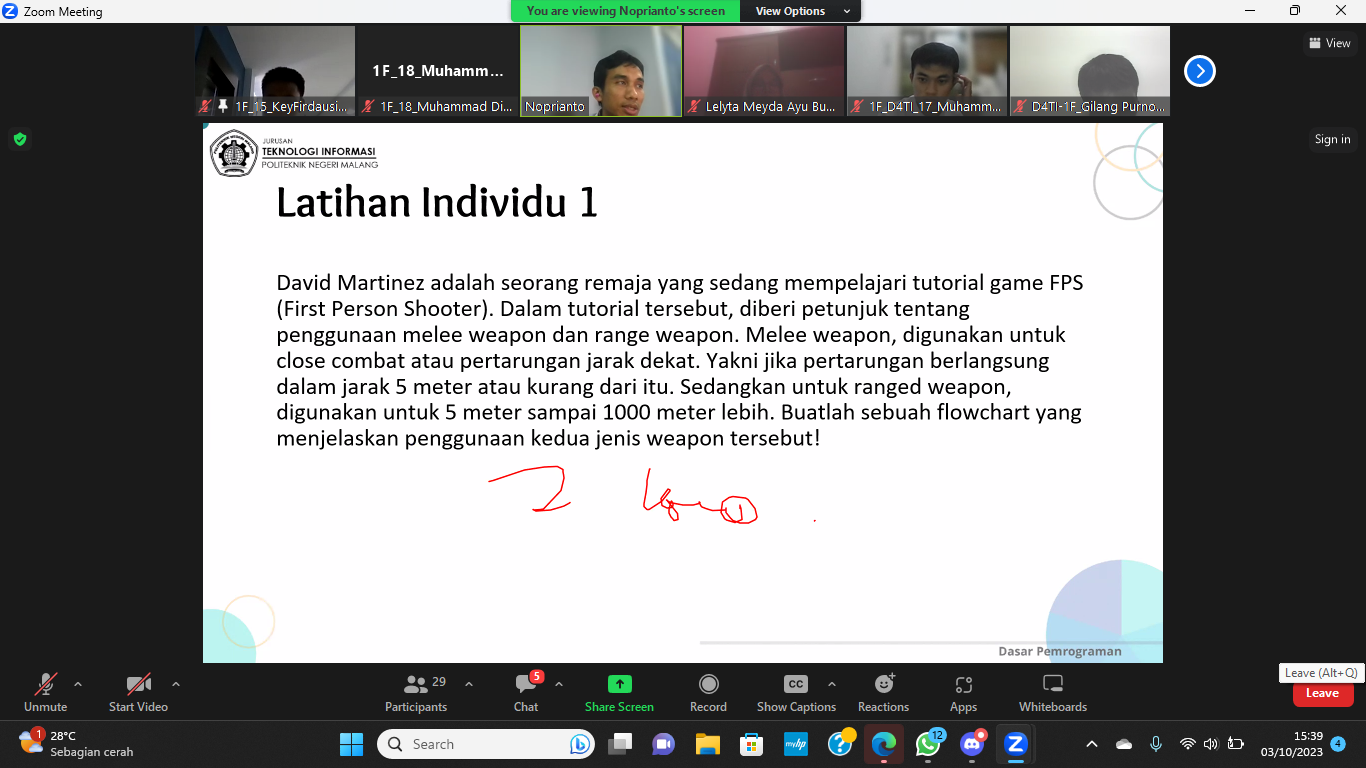 Zoom Meeting
You are viewing Noprianto's screen
View Options
1F_18_Muhamm...
View
1F_15_KeyFirdausi...
1F_18_Muhammad Di...
Noprianto
Lelyta Meyda Ayu Bu...
1F_D4TI_17_Muhamm...
D4TI-1F_Gilang Purno...
Sign in
JURUSAN
TEKNOLOGI INFORMASI
POLITEKNIK NEGERI MALANG
Latihan Individu 1
David Martinez adalah seorang remaja yang sedang mempelajari tutorial game FPS
(First Person Shooter). Dalam tutorial tersebut, diberi petunjuk tentang
penggunaan melee weapon dan range weapon. Melee weapon, digunakan untuk
close combat atau pertarungan jarak dekat. Yakni jika pertarungan berlangsung
dalam jarak 5 meter atau kurang dari itu. Sedangkan untuk ranged weapon,
digunakan untuk 5 meter sampai 1000 meter lebih. Buatlah sebuah flowchart yang
menjelaskan penggunaan kedua jenis weapon tersebut!
Dasar Pemrograman
Leave (Alt+Q)
29
5
CC
Unmute
Start Video
Participants
Chat
Share Screen
Record
Show Captions
Reactions
Apps
Whiteboards
Leave
1
28°C
Sebagian cerah
Search
myhp
12
15:39
03/10/2023
4